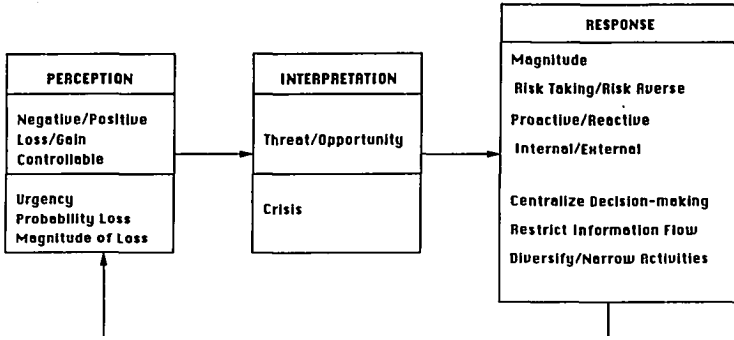 PERCEPTION
Negative/Positive
Loss/Gain
Controllable
Urgency
Probability Loss
Magnitude of Loss
INTERPRETATION
Threat/Opportunity
Crisis
RESPONSE
Magnitude
Risk Taking/Risk Averse
Proactive/Reactive
Internal/External
Centralize Decision-making
Restrict Information Flow
Diversify/Narrow Activities